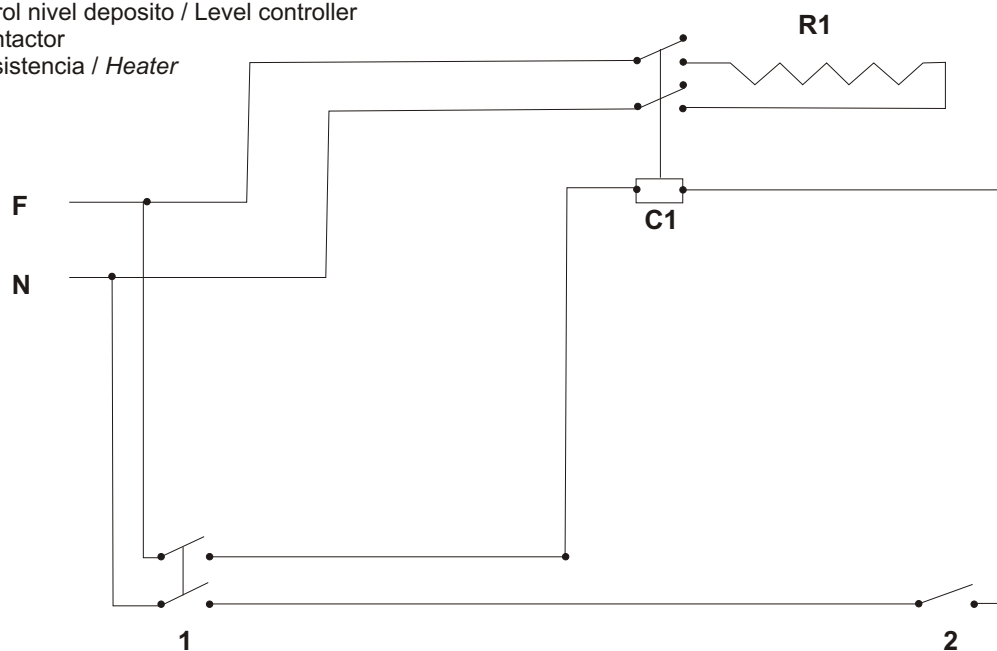 rol nivel deposito / Level controller
ntactor
sistencia / Heater
R1
F
C1
N
1
2